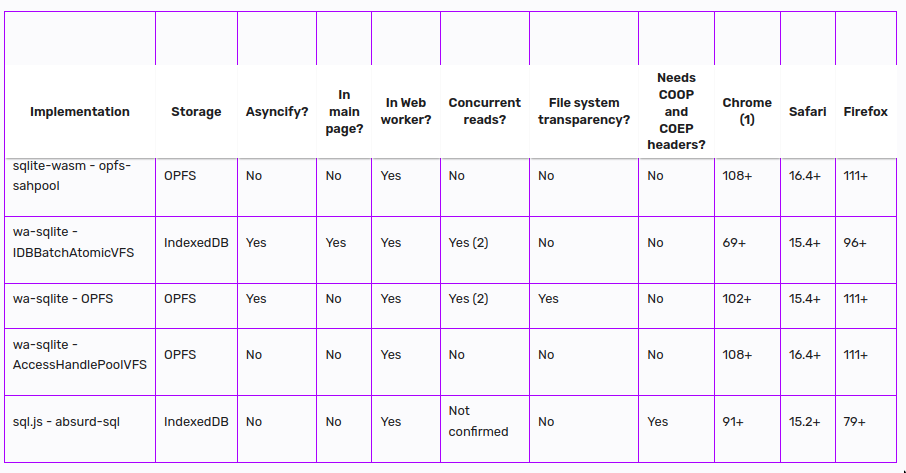 Implementation Storage Asyncify? In main page? In Web worker? Concurrent reads? File system transparency? Needs COOP and COEP headers? Chrome (1) Safari Firefox
sqlite-wasm - opfs-sahpool OPFS No No Yes No No No 108+ 16.4+ 111+
wa-sqlite - IDBBatchAtomicVFS IndexedDB Yes Yes Yes Yes (2) No No 69+ 15.4+ 96+
wa-sqlite - OPFS OPFS Yes No Yes Yes (2) Yes No 102+ 15.4+ 111+
wa-sqlite - AccessHandlePoolVFS OPFS No No Yes No No No 108+ 16.4+ 111+
sql.js - absurd-sql IndexedDB No No Yes Not confirmed No Yes 91+ 15.2+ 79+